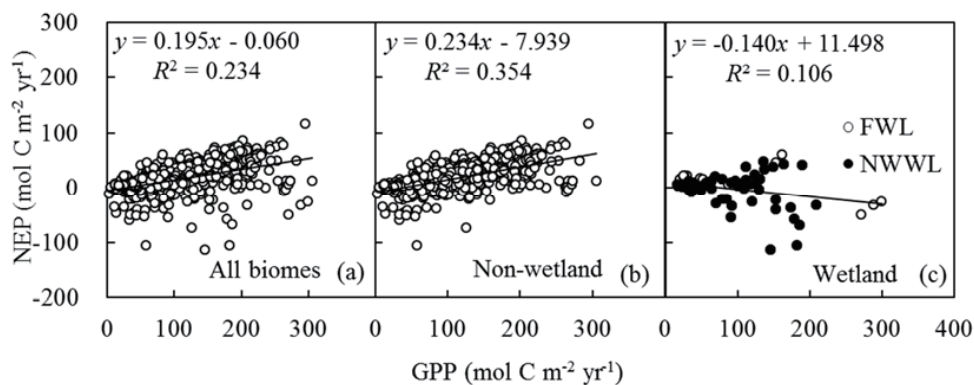 300
200
100
0
-100
-200
NEP (mol C m⁻² yr⁻¹)
y = 0.195x - 0.060
R² = 0.234
All biomes (a)
y = 0.234x - 7.939
R² = 0.354
Non-wetland (b)
y = -0.140x + 11.498
R² = 0.106
FWL
NWWL
Wetland (c)
0 100 200 300 0 100 200 300 0 100 200 300 400
GPP (mol C m⁻² yr⁻¹)